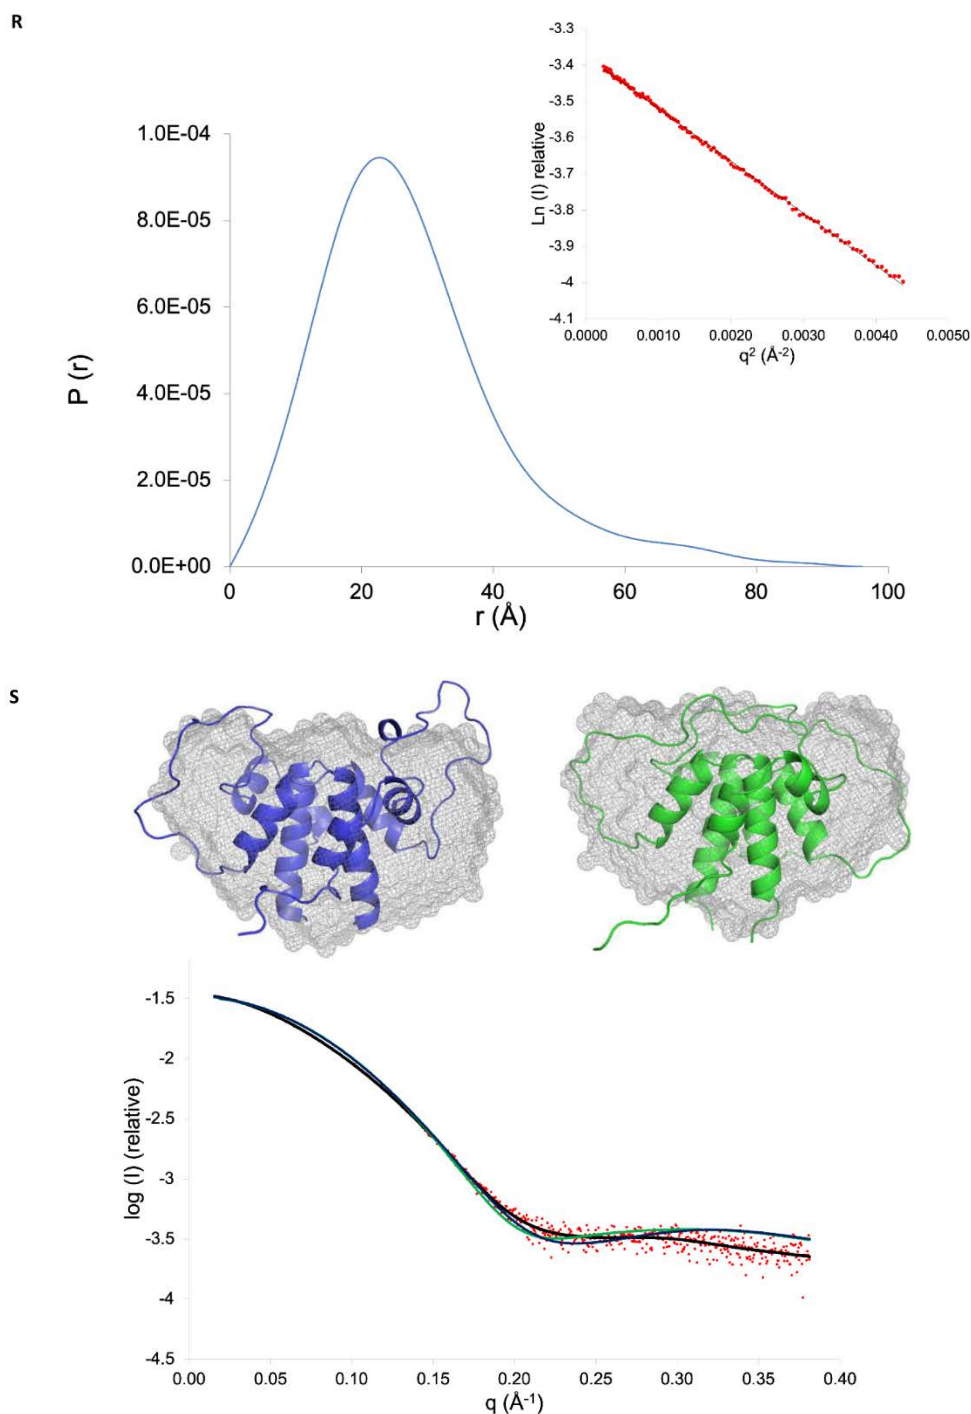 R
-3.3
-3.4
-3.5
-3.6
-3.7
-3.8
-3.9
-4
-4.1
Ln (I) relative
0.0000 0.0010 0.0020 0.0030 0.0040 0.0050
q² (Å⁻²)
1.0E-04
8.0E-05
6.0E-05
4.0E-05
2.0E-05
0.0E+00
P (r)
0 20 40 60 80 100
r (Å)
S
-1.5
-2
-2.5
-3
-3.5
-4
-4.5
log (I) (relative)
0.00 0.05 0.10 0.15 0.20 0.25 0.30 0.35 0.40
q (Å⁻¹)